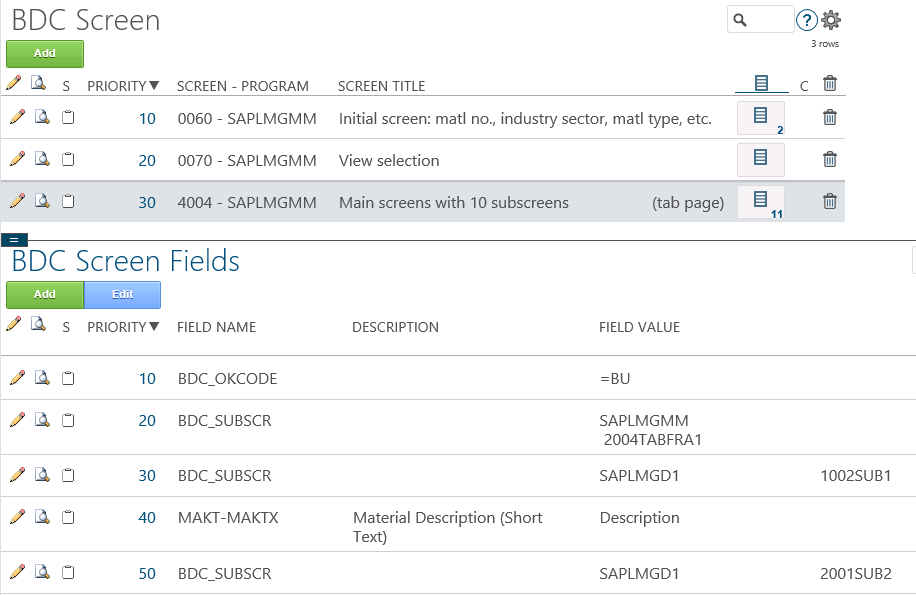 BDC Screen
?
3 rows
Add
S PRIORITY▼ SCREEN - PROGRAM SCREEN TITLE C
10 0060 - SAPLMGMM Initial screen: matl no., industry sector, matl type, etc. 2
20 0070 - SAPLMGMM View selection
30 4004 - SAPLMGMM Main screens with 10 subscreens (tab page) 11
BDC Screen Fields
Add Edit
S PRIORITY▼ FIELD NAME DESCRIPTION FIELD VALUE
10 BDC_OKCODE =BU
20 BDC_SUBSCR SAPLMGMM
2004TABFRA1
30 BDC_SUBSCR SAPLMGD1 1002SUB1
40 MAKT-MAKTX Material Description (Short Description
Text)
50 BDC_SUBSCR SAPLMGD1 2001SUB2